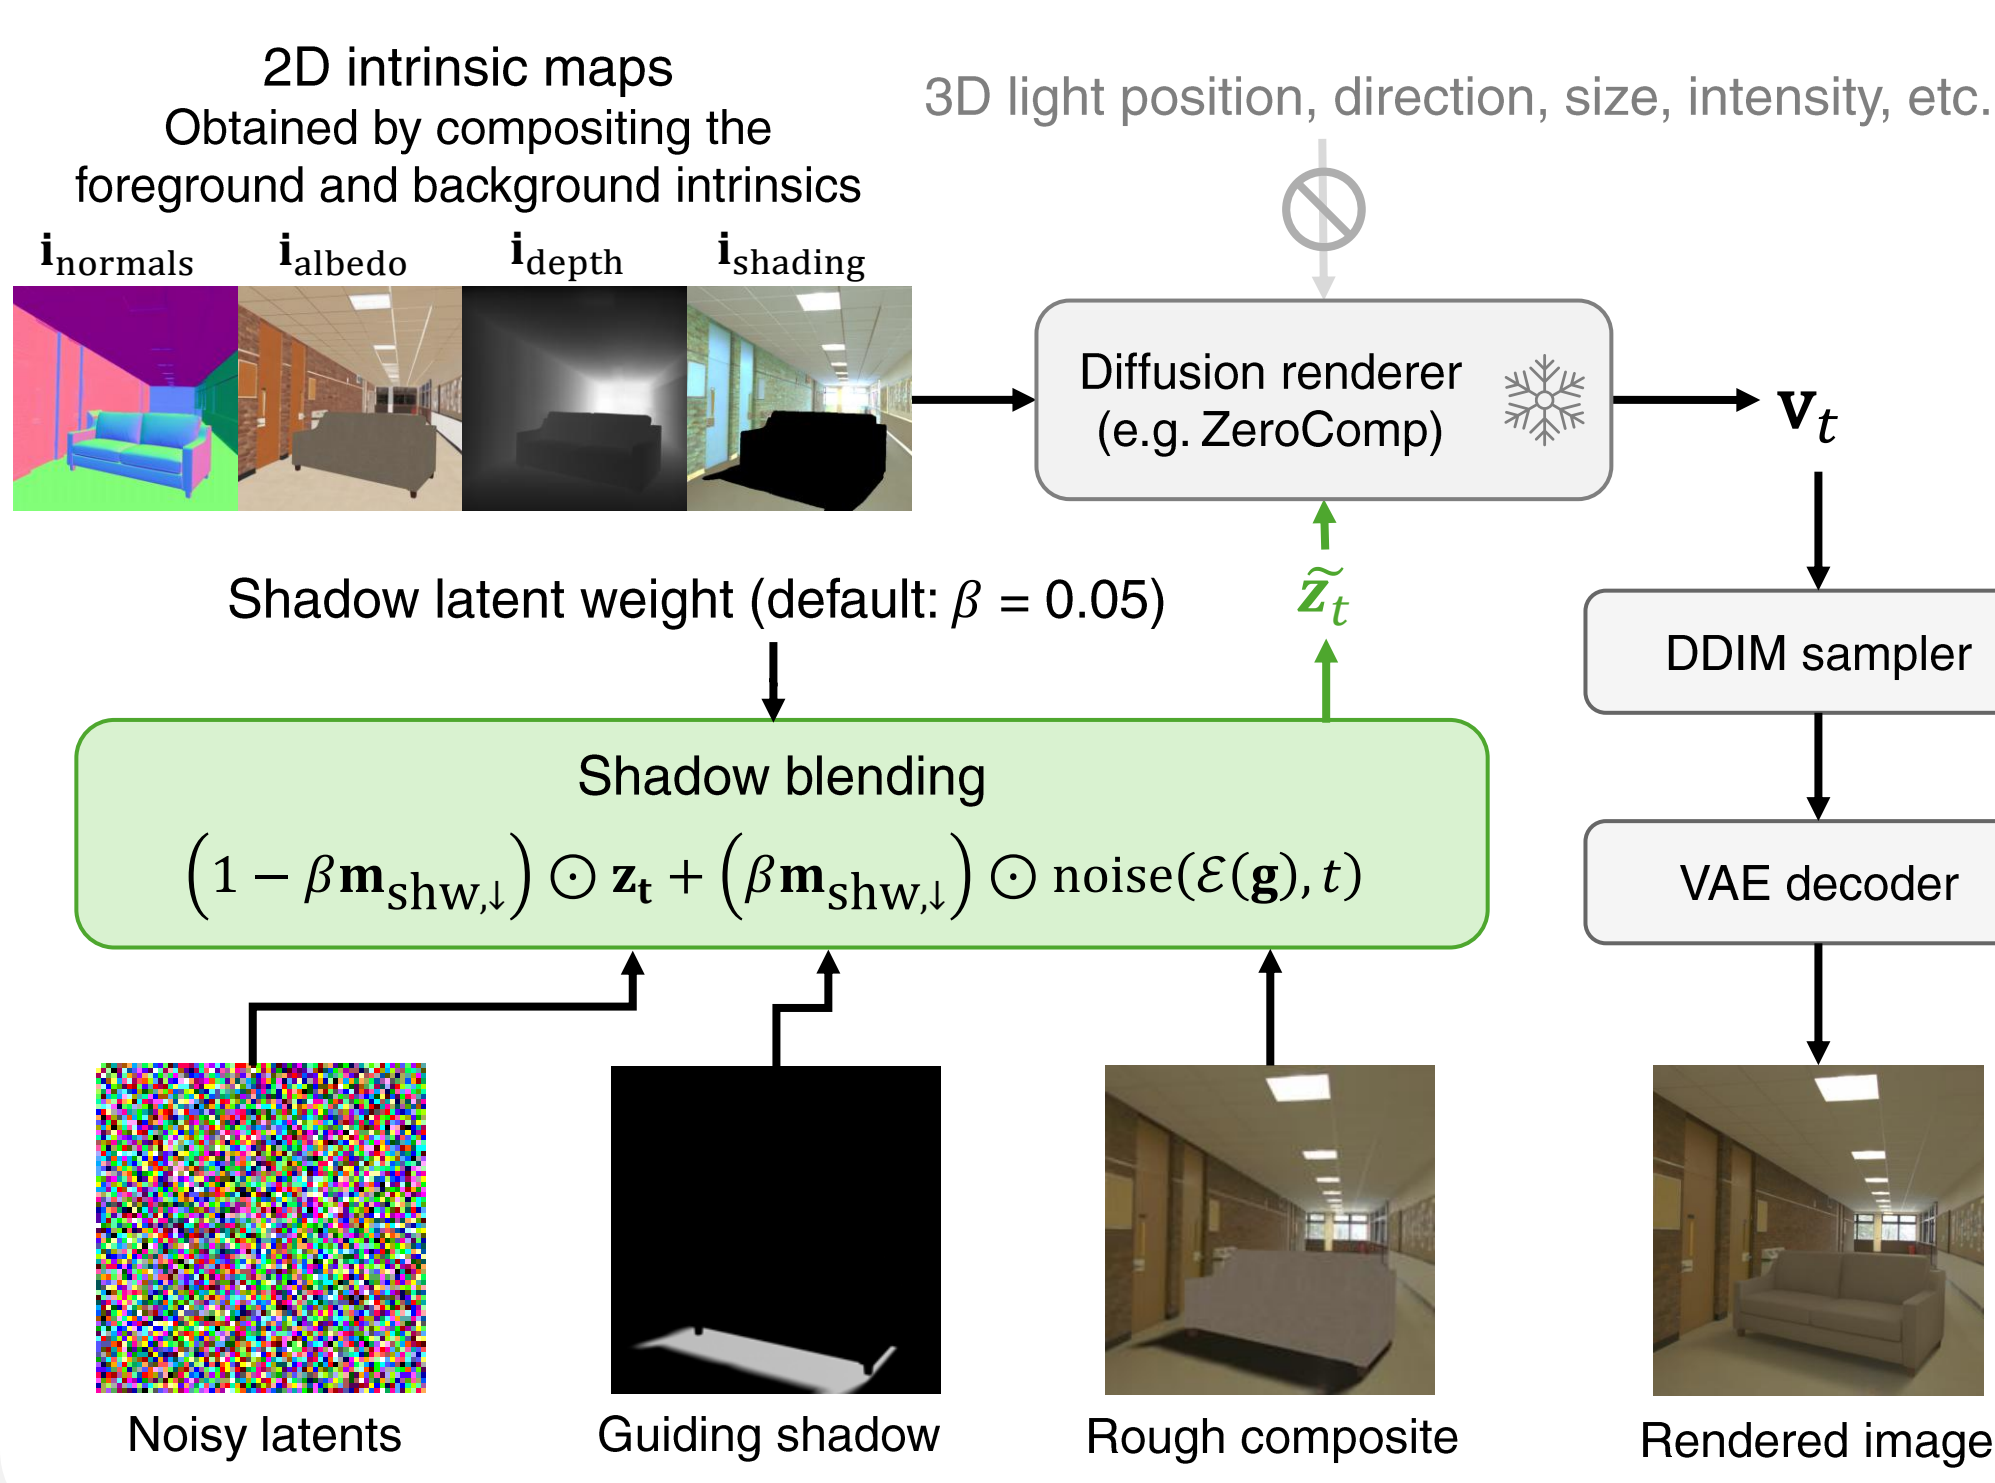 2D intrinsic maps
Obtained by compositing the
foreground and background intrinsics
i_normals i_albedo i_depth i_shading
3D light position, direction, size, intensity, etc.
Diffusion renderer
(e.g. ZeroComp)
v_t
Shadow latent weight (default: β = 0.05)
z̃_t
DDIM sampler
Shadow blending
(1 − βm_shw,↓) ⊙ z_t + (βm_shw,↓) ⊙ noise(ℰ(g), t)
VAE decoder
Noisy latents
Guiding shadow
Rough composite
Rendered image